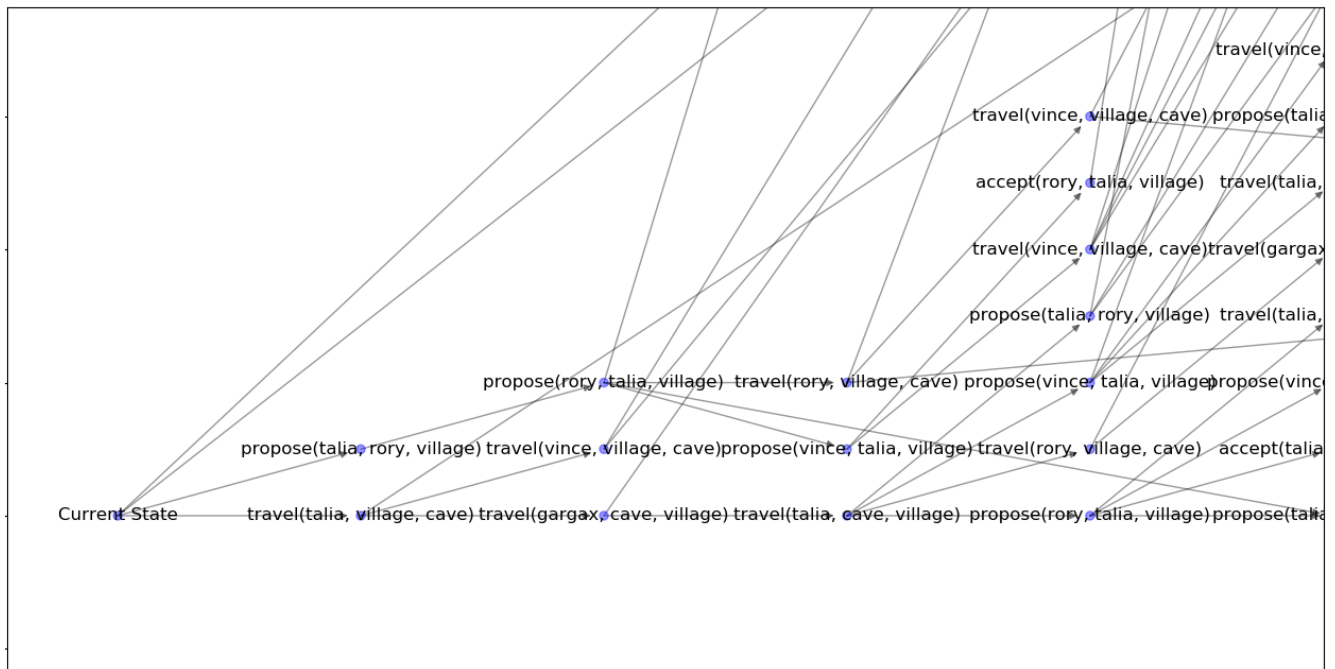 travel(vince,
travel(vince, village, cave) propose(talia
accept(rory, talia, village) travel(talia,
travel(vince, village, cave) travel(gargax
propose(talia, rory, village) travel(talia,
propose(rory, talia, village) travel(rory, village, cave) propose(vince, talia, village) propose(vince
propose(talia, rory, village) travel(vince, village, cave) propose(vince, talia, village) travel(rory, village, cave) accept(talia
Current State travel(talia, village, cave) travel(gargax, cave, village) travel(talia, cave, village) propose(rory, talia, village) propose(talia